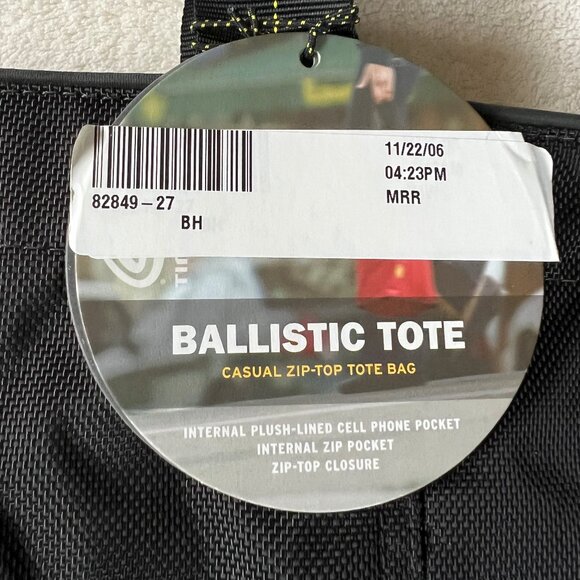 11/22/06
04:23PM
82849-27
MRR
BH
BALLISTIC TOTE
CASUAL ZIP-TOP TOTE BAG
INTERNAL PLUSH-LINED CELL PHONE POCKET
INTERNAL ZIP POCKET
ZIP-TOP CLOSURE